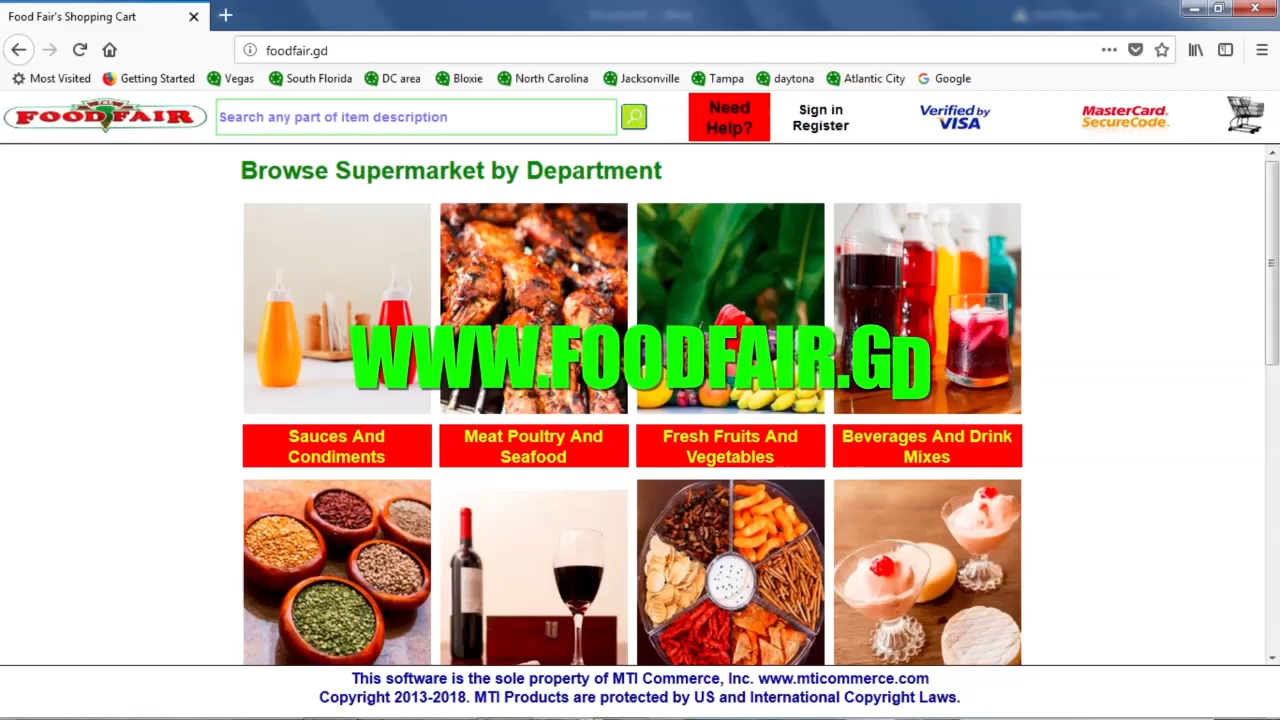 Food Fair's Shopping Cart
foodfair.gd
Most Visited Getting Started Vegas South Florida DC area Bloxie North Carolina Jacksonville Tampa daytona Atlantic City Google
FOOD FAIR
Search any part of item description
Need
Help?
Sign in
Register
Verified by
VISA
MasterCard.
SecureCode.
Browse Supermarket by Department
WWW.FOODFAIR.GD
Sauces And
Condiments
Meat Poultry And
Seafood
Fresh Fruits And
Vegetables
Beverages And Drink
Mixes
This software is the sole property of MTI Commerce, Inc. www.mticommerce.com
Copyright 2013-2018. MTI Products are protected by US and International Copyright Laws.